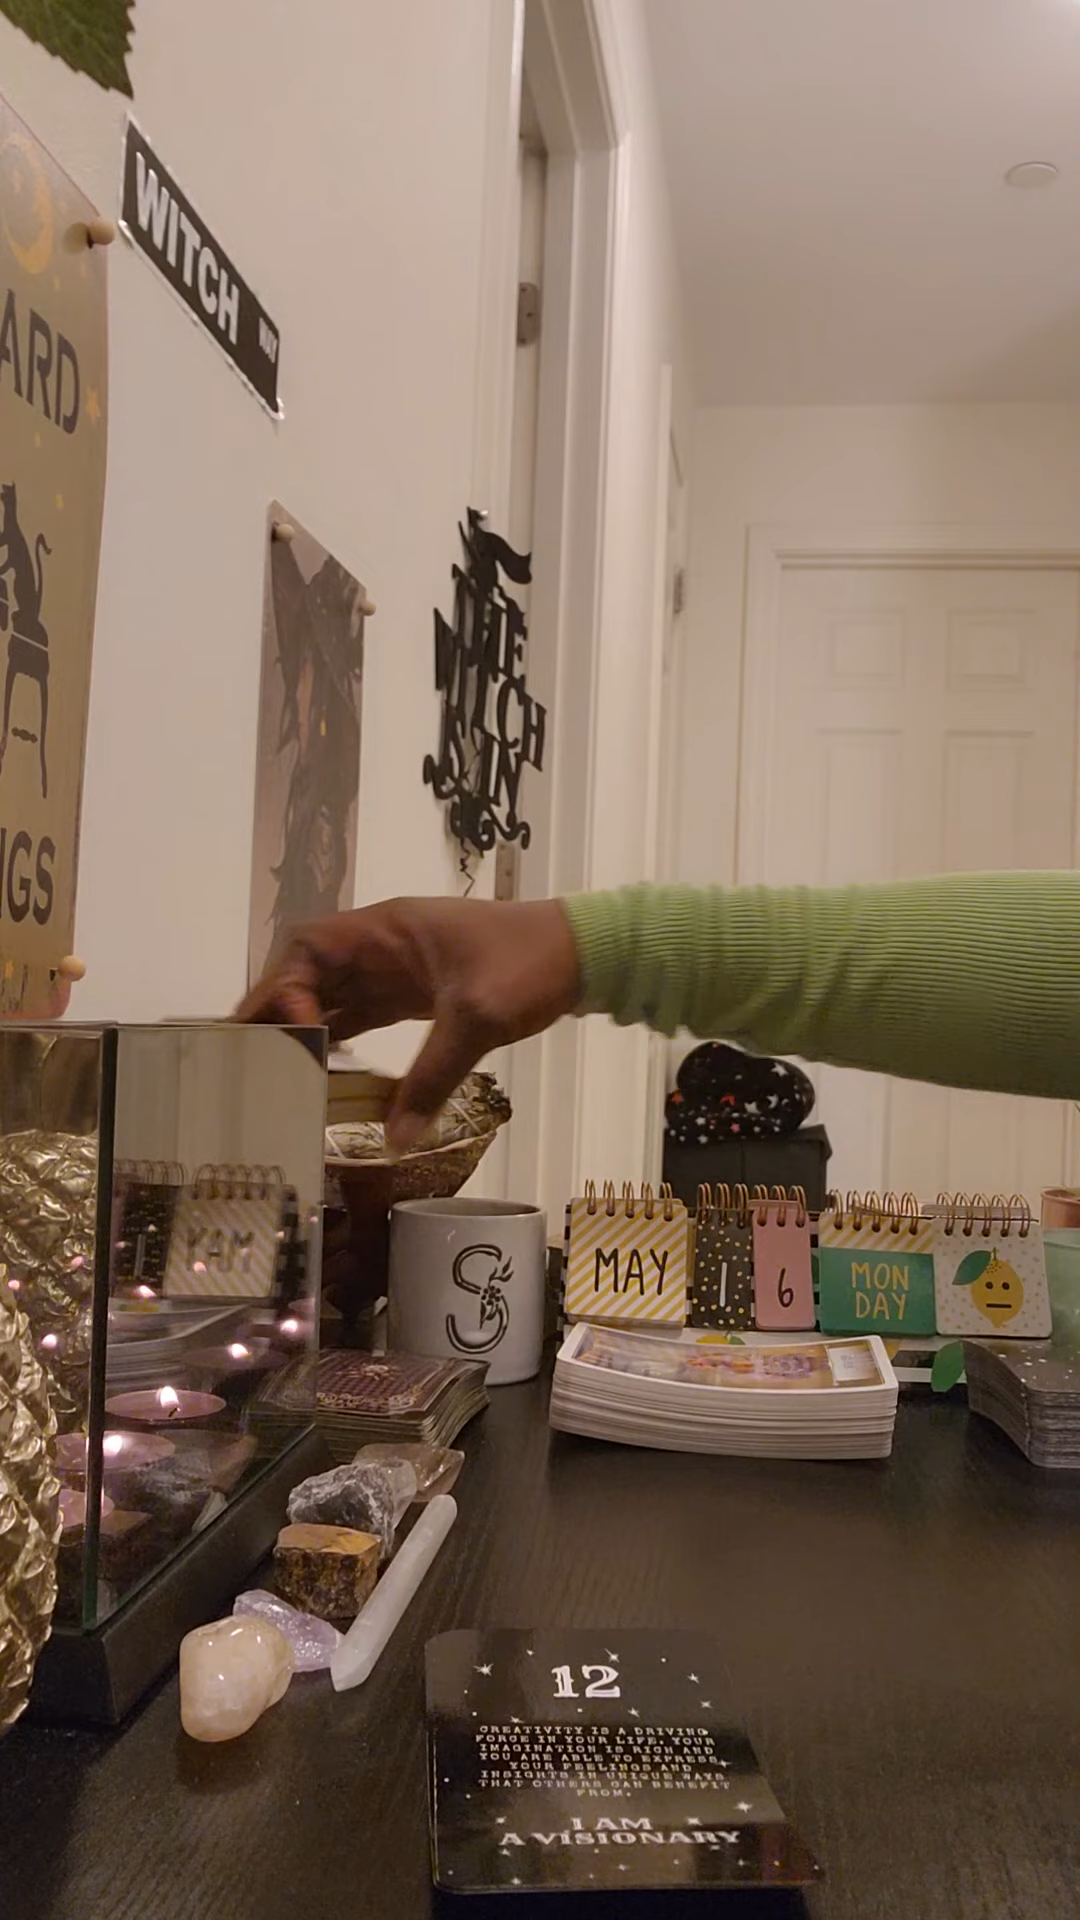 WITCH
WAY
ARD
NGS
THE
WITCH
IS IN
S
MAY
1
6
MON
DAY
YAM
12
CREATIVITY IS A DRIVING
FORCE IN YOUR LIFE. YOUR
IMAGINATION IS RICH AND
YOU ARE ABLE TO EXPRESS
YOUR FEELINGS AND
INSIGHTS IN UNIQUE WAYS
THAT OTHERS CAN BENEFIT
FROM.
I AM
A VISIONARY